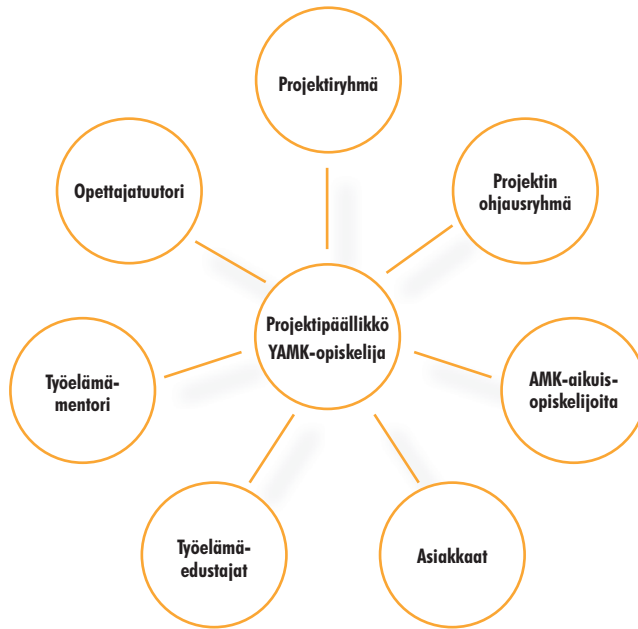 Projektiryhmä
Opettajatuutori
Projektin
ohjausryhmä
Projektipäällikkö
YAMK-opiskelija
Työelämä-
mentori
AMK-aikuis-
opiskelijoita
Työelämä-
edustajat
Asiakkaat